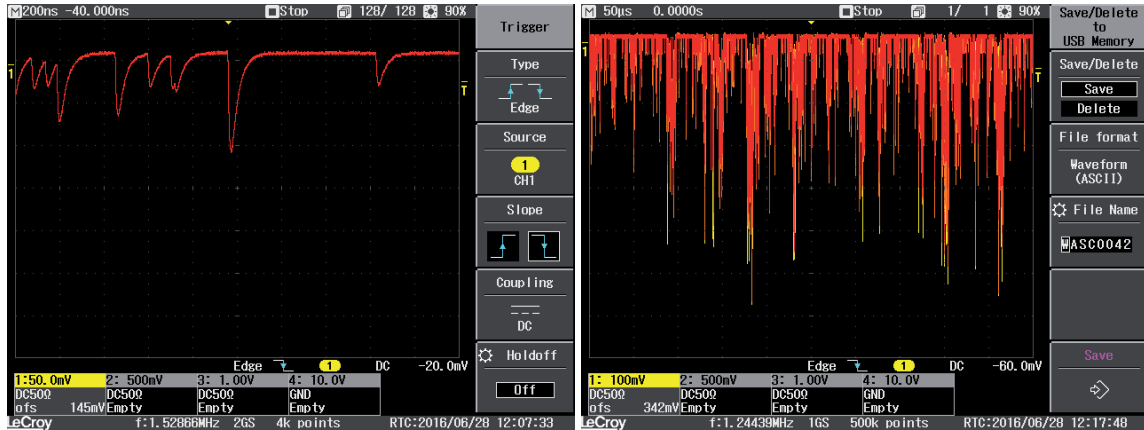 M 200ns -40.000ns Stop 128/ 128 90%
1
T
Trigger
Type
Edge
Source
1
CH1
Slope
Coupling
DC
Holdoff
Off
Edge 1 DC -20.0mV
1:50.0mV 2: 500mV 3: 1.00V 4: 10.0V
DC50Ω DC50Ω DC50Ω GND
ofs 145mV Empty Empty Empty
LeCroy f:1.52866MHz 2GS 4k points RTC:2016/06/28 12:07:33
M 50µs 0.0000s Stop 1/ 1 90%
1
T
Save/Delete
to
USB Memory
Save/Delete
Save
Delete
File format
Waveform
(ASCII)
File Name
WASC0042
Save
Edge 1 DC -60.0mV
1: 100mV 2: 500mV 3: 1.00V 4: 10.0V
DC50Ω DC50Ω DC50Ω GND
ofs 342mV Empty Empty Empty
LeCroy f:1.24439MHz 1GS 500k points RTC:2016/06/28 12:17:48